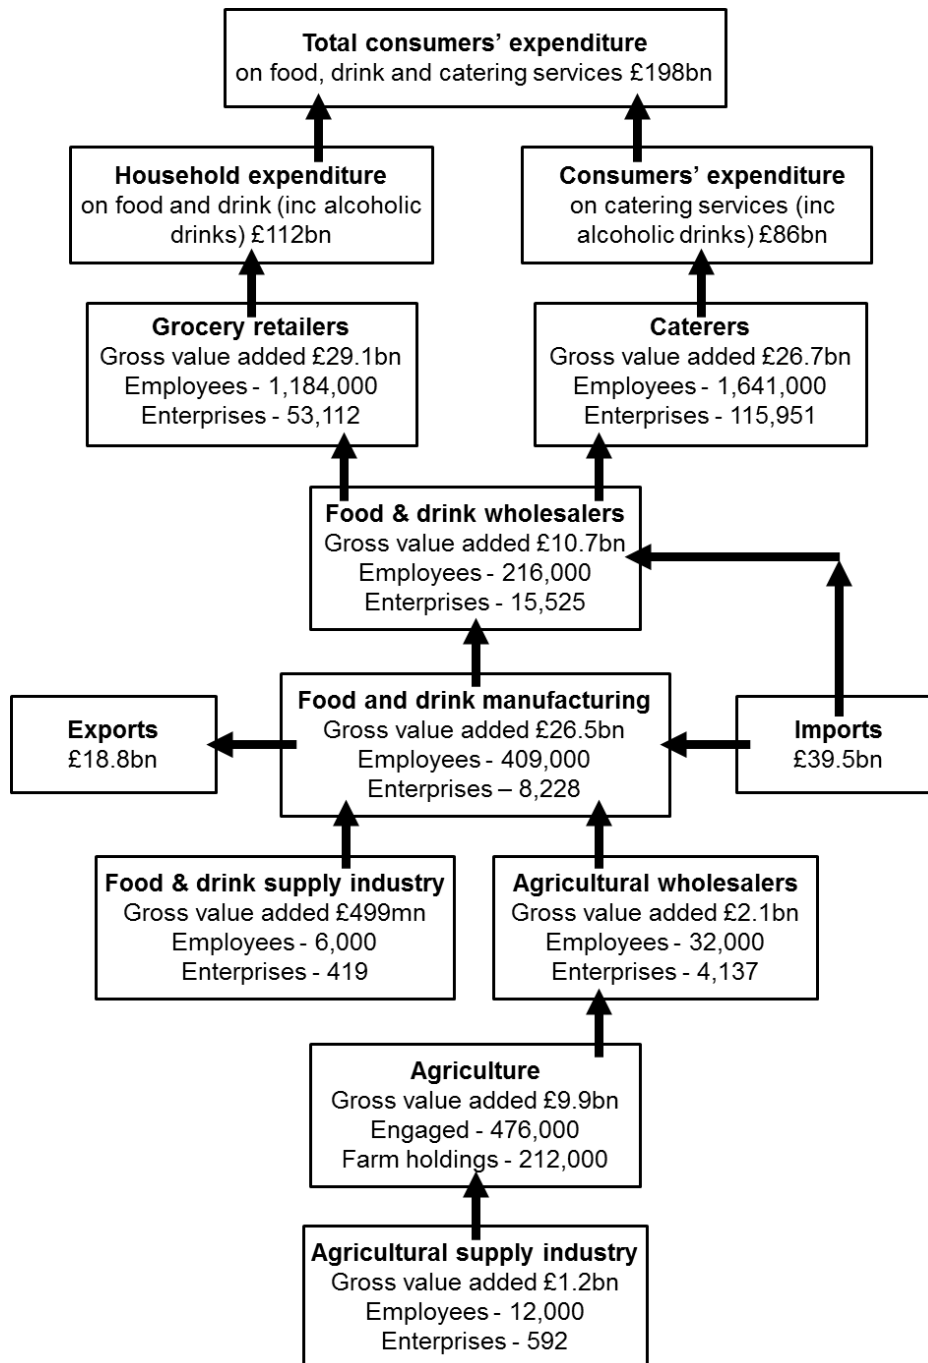 Total consumers’ expenditure
on food, drink and catering services £198bn
Household expenditure
on food and drink (inc alcoholic
drinks) £112bn
Consumers’ expenditure
on catering services (inc
alcoholic drinks) £86bn
Grocery retailers
Gross value added £29.1bn
Employees - 1,184,000
Enterprises - 53,112
Caterers
Gross value added £26.7bn
Employees - 1,641,000
Enterprises - 115,951
Food & drink wholesalers
Gross value added £10.7bn
Employees - 216,000
Enterprises - 15,525
Exports
£18.8bn
Food and drink manufacturing
Gross value added £26.5bn
Employees - 409,000
Enterprises – 8,228
Imports
£39.5bn
Food & drink supply industry
Gross value added £499mn
Employees - 6,000
Enterprises - 419
Agricultural wholesalers
Gross value added £2.1bn
Employees - 32,000
Enterprises - 4,137
Agriculture
Gross value added £9.9bn
Engaged - 476,000
Farm holdings - 212,000
Agricultural supply industry
Gross value added £1.2bn
Employees - 12,000
Enterprises - 592